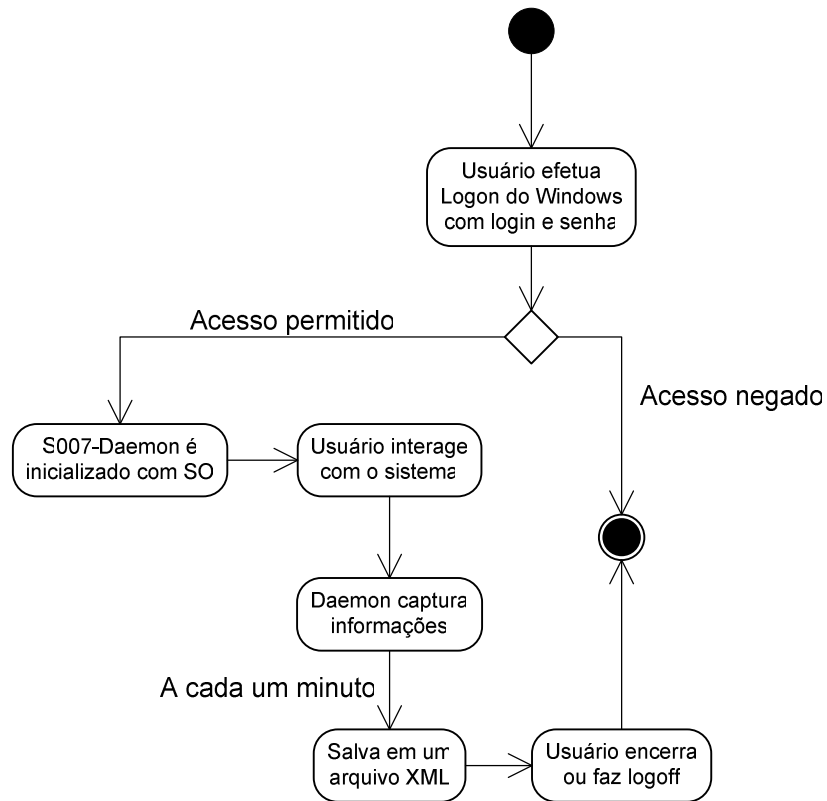 Usuário efetua
Logon do Windows
com login e senha
Acesso permitido
Acesso negado
S007-Daemon é
inicializado com SO
Usuário interage
com o sistema
Daemon captura
informações
A cada um minuto
Salva em um
arquivo XML
Usuário encerra
ou faz logoff